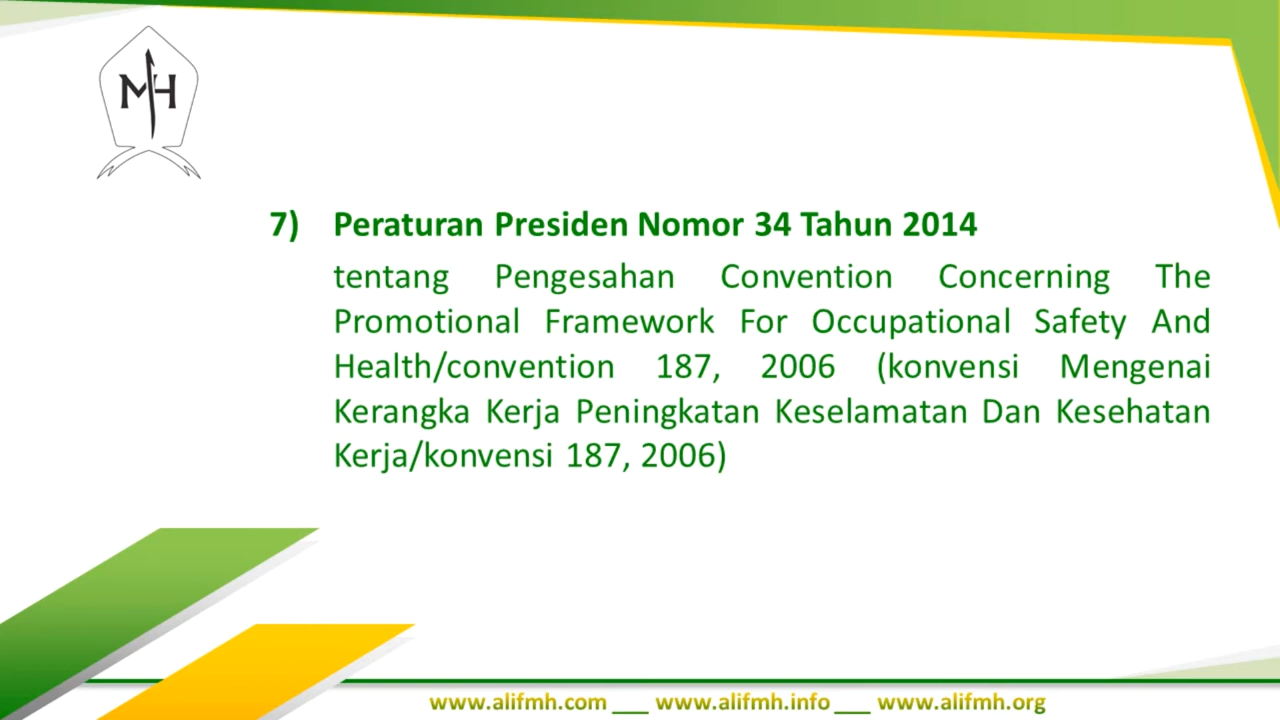 MH
7) Peraturan Presiden Nomor 34 Tahun 2014
tentang Pengesahan Convention Concerning The
Promotional Framework For Occupational Safety And
Health/convention 187, 2006 (konvensi Mengenai
Kerangka Kerja Peningkatan Keselamatan Dan Kesehatan
Kerja/konvensi 187, 2006)
www.alifmh.com ___ www.alifmh.info ___ www.alifmh.org